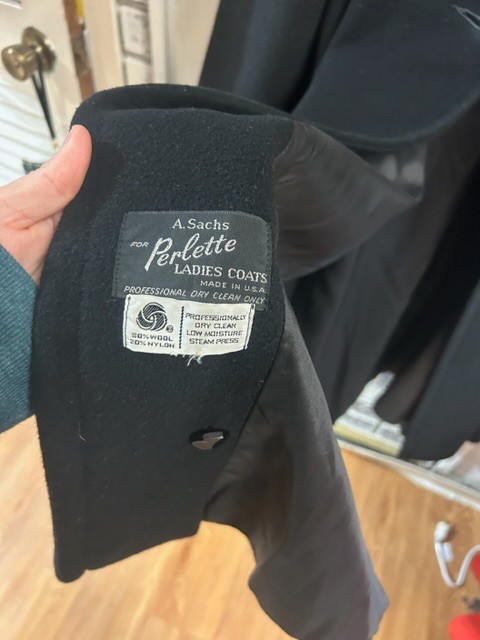 A. Sachs
FOR Perlette
LADIES COATS
MADE IN U.S.A.
PROFESSIONAL DRY CLEAN ONLY
80% WOOL
20% NYLON
PROFESSIONALLY
DRY CLEAN
LOW MOISTURE
STEAM PRESS